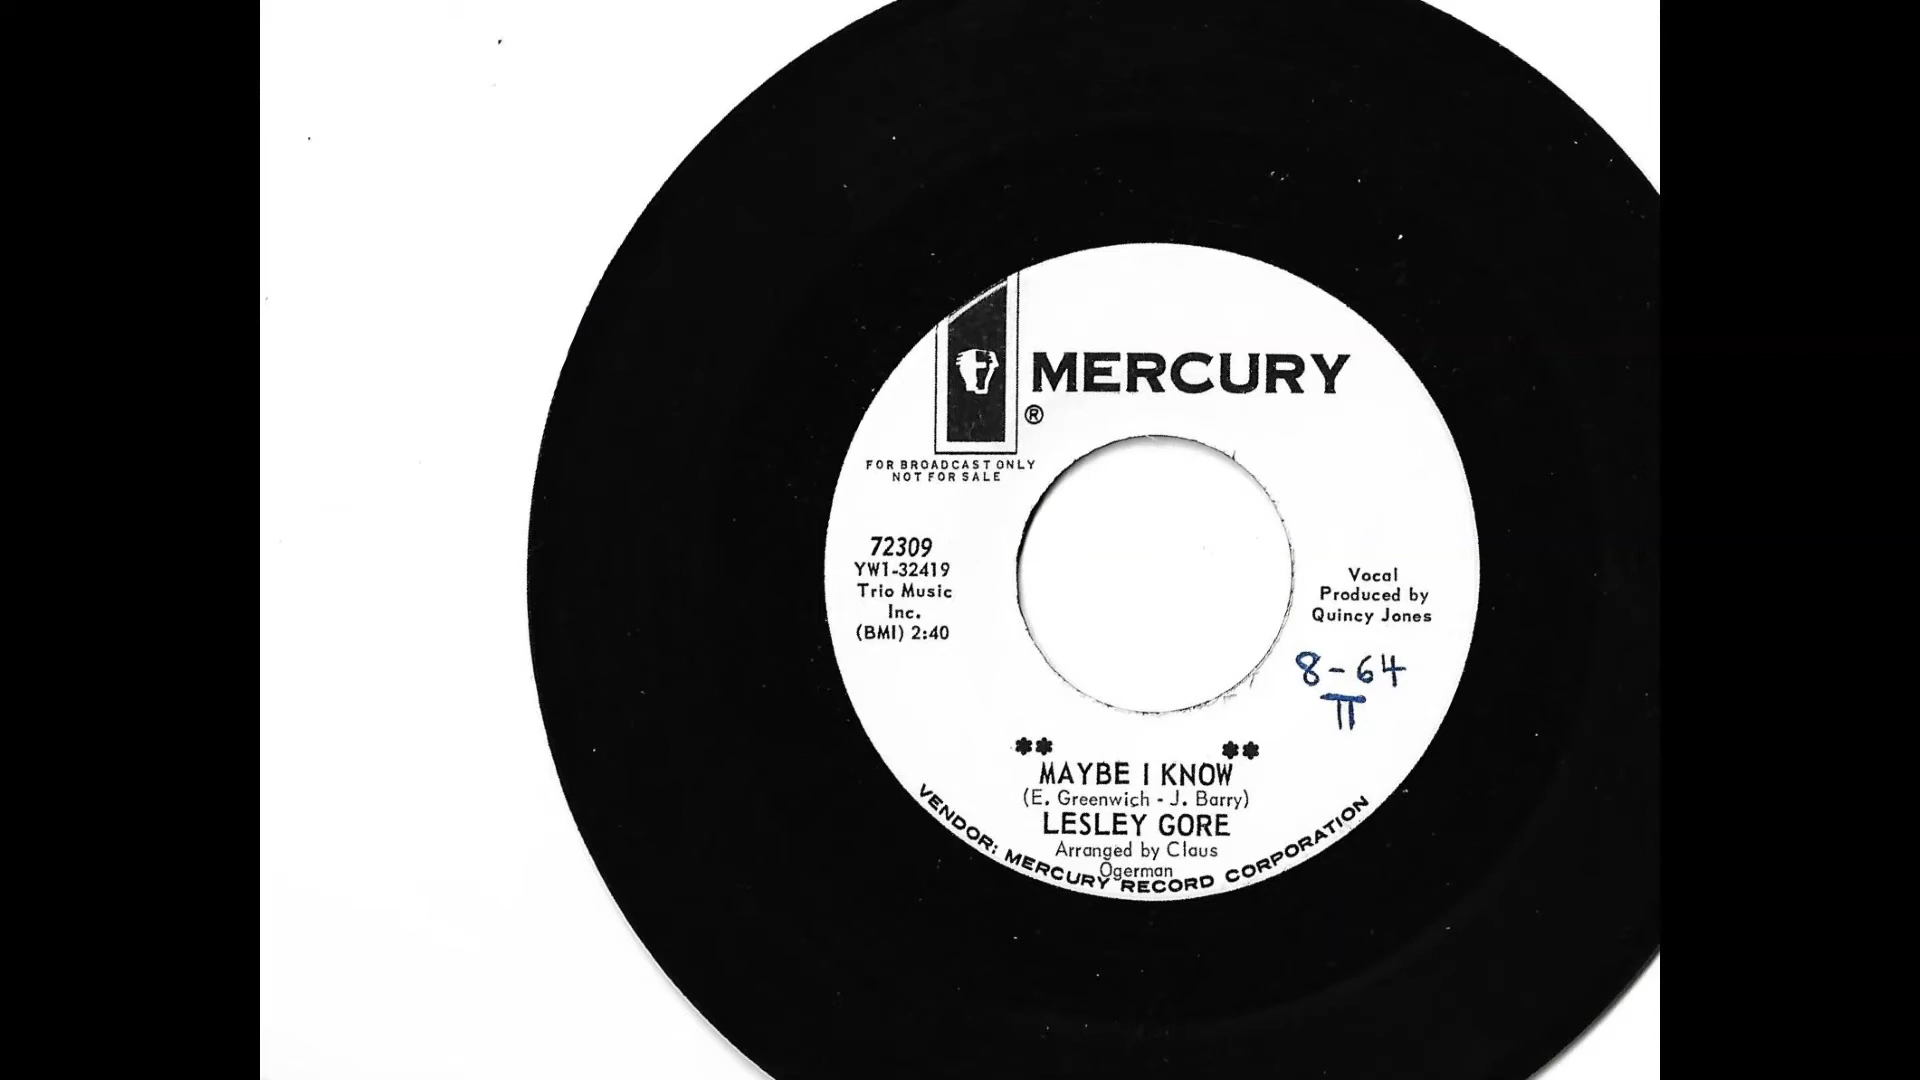 MERCURY
®
FOR BROADCAST ONLY
NOT FOR SALE
72309
YW1-32419
Trio Music
Inc.
(BMI) 2:40
Vocal
Produced by
Quincy Jones
8-64
II
** **
MAYBE I KNOW
(E. Greenwich - J. Barry)
LESLEY GORE
Arranged by Claus
Ogerman
VENDOR: MERCURY RECORD CORPORATION